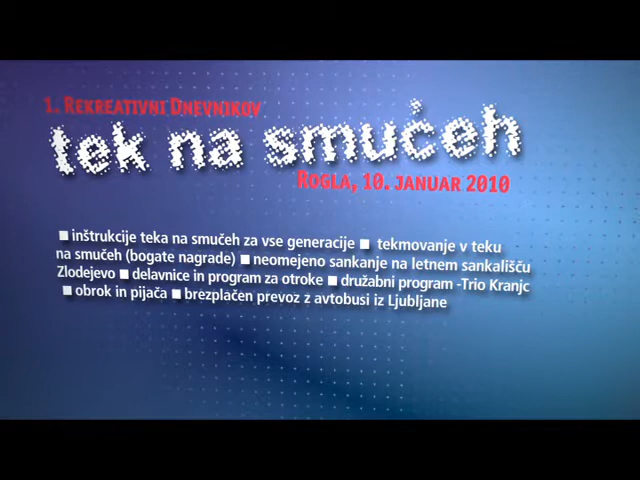 1. Rekreativni Dnevnikov
tek na smučeh
Rogla, 10. januar 2010
■ inštrukcije teka na smučeh za vse generacije ■ tekmovanje v teku
na smučeh (bogate nagrade) ■ neomejeno sankanje na letnem sankališču
Zlodejevo ■ delavnice in program za otroke ■ družabni program -Trio Kranjc
■ obrok in pijača ■ brezplačen prevoz z avtobusi iz Ljubljane